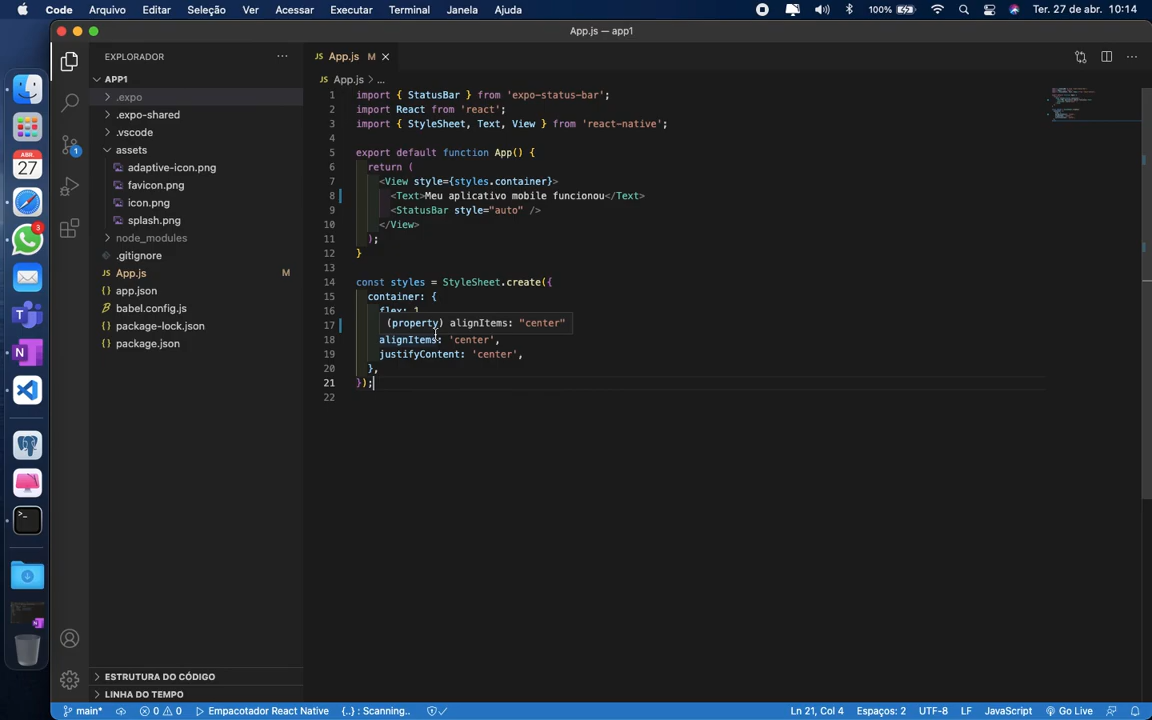 Code Arquivo Editar Seleção Ver Acessar Executar Terminal Janela Ajuda 100% Ter. 27 de abr. 10:14
App.js — app1
EXPLORADOR ...
APP1
.expo
.expo-shared
.vscode
assets
adaptive-icon.png
favicon.png
icon.png
splash.png
node_modules
.gitignore
JS App.js M
{} app.json
babel.config.js
{} package-lock.json
{} package.json
ESTRUTURA DO CÓDIGO
LINHA DO TEMPO
ABR.
27
3
1
JS App.js M
JS App.js > ...
1 import { StatusBar } from 'expo-status-bar';
2 import React from 'react';
3 import { StyleSheet, Text, View } from 'react-native';
4
5 export default function App() {
6 return (
7 <View style={styles.container}>
8 <Text>Meu aplicativo mobile funcionou</Text>
9 <StatusBar style="auto" />
10 </View>
11 );
12 }
13
14 const styles = StyleSheet.create({
15 container: {
16 flex: 1
17 (property) alignItems: "center"
18 alignItems: 'center',
19 justifyContent: 'center',
20 },
21 });
22
main* 0 0 Empacotador React Native {..} : Scanning.. Ln 21, Col 4 Espaços: 2 UTF-8 LF JavaScript Go Live